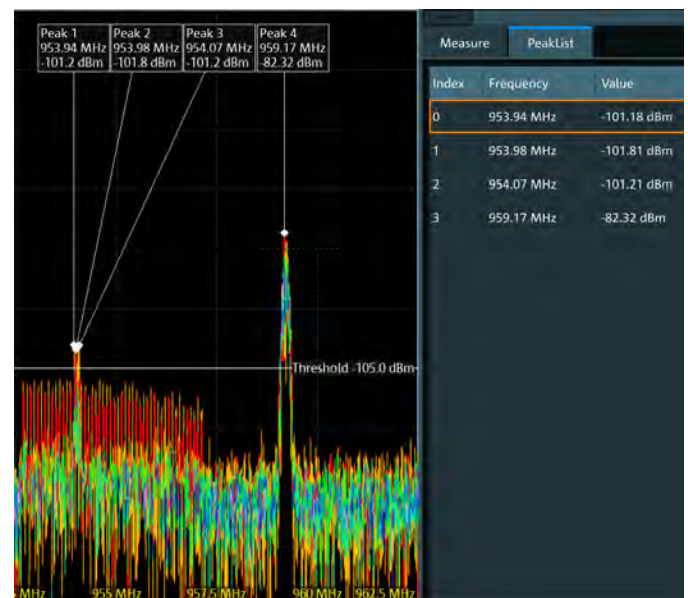 Peak 1
953.94 MHz
-101.2 dBm
Peak 2
953.98 MHz
-101.8 dBm
Peak 3
954.07 MHz
-101.2 dBm
Peak 4
959.17 MHz
-82.32 dBm
Threshold -105.0 dBm
MHz
955 MHz
957.5 MHz
960 MHz
962.5 MHz
Measure PeakList
Index Frequency Value
0 953.94 MHz -101.18 dBm
1 953.98 MHz -101.81 dBm
2 954.07 MHz -101.21 dBm
3 959.17 MHz -82.32 dBm